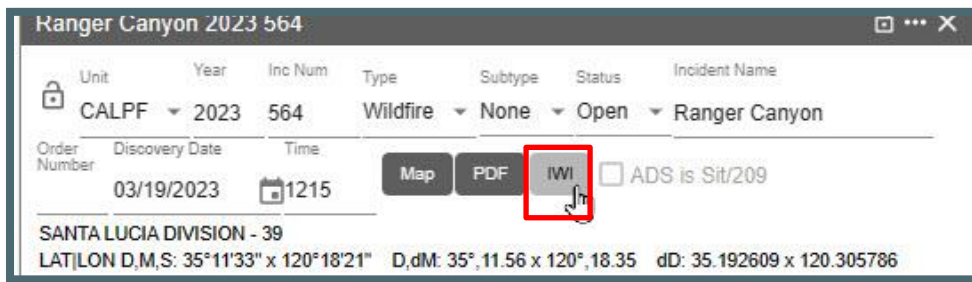 Ranger Canyon 2023 564
Unit Year Inc Num Type Subtype Status Incident Name
CALPF 2023 564 Wildfire None Open Ranger Canyon
Order Number Discovery Date Time
03/19/2023 1215 Map PDF IWI ADS is Sit/209
SANTA LUCIA DIVISION - 39
LAT|LON D,M,S: 35°11'33" x 120°18'21" D,dM: 35°,11.56 x 120°,18.35 dD: 35.192609 x 120.305786